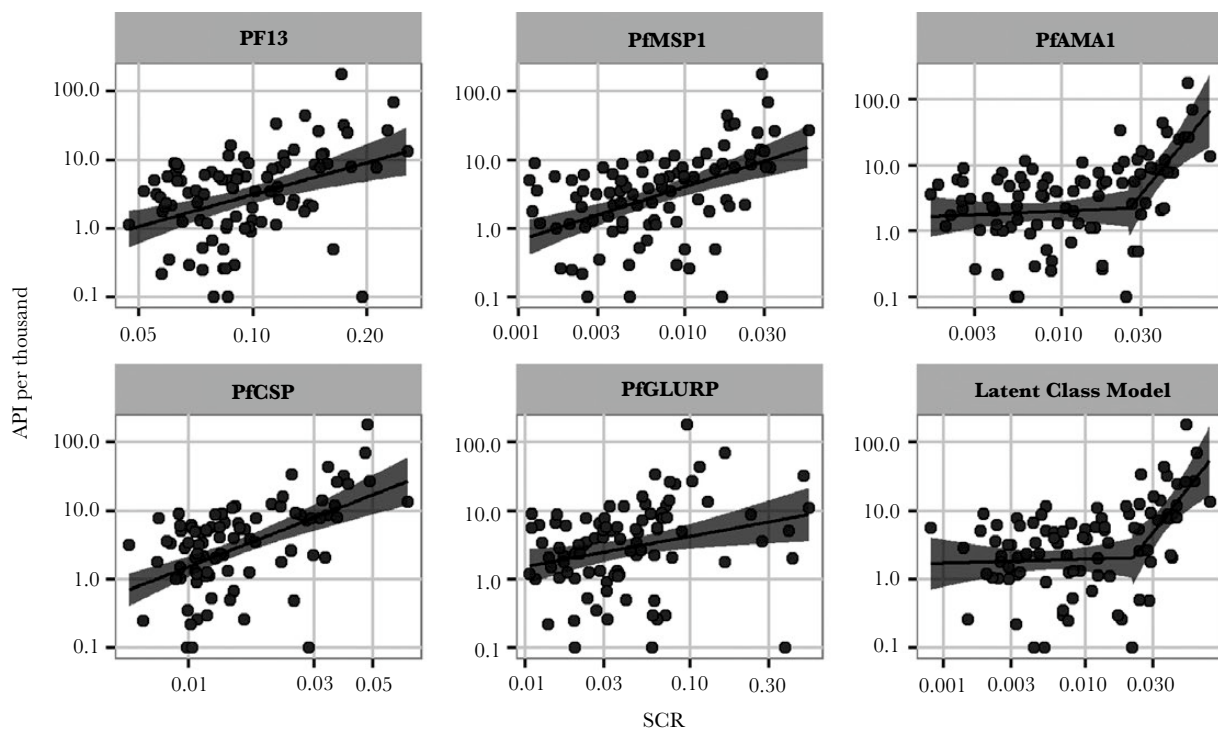 PF13 PfMSP1 PfAMA1
100.0 100.0 100.0
10.0 10.0 10.0
1.0 1.0 1.0
0.1 0.1 0.1
0.05 0.10 0.20 0.001 0.003 0.010 0.030 0.003 0.010 0.030
API per thousand
PfCSP PfGLURP Latent Class Model
100.0 100.0 100.0
10.0 10.0 10.0
1.0 1.0 1.0
0.1 0.1 0.1
0.01 0.03 0.05 0.01 0.03 0.10 0.30 0.001 0.003 0.010 0.030
SCR